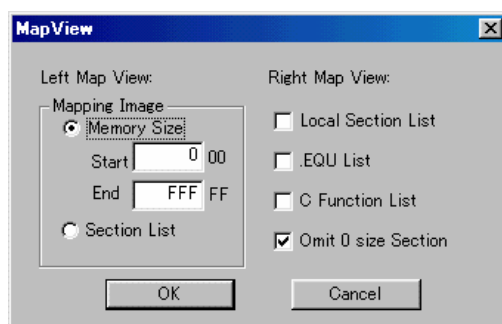 MapView
Left Map View:
Mapping Image
Memory Size
Start 0 00
End FFF FF
Section List
Right Map View:
Local Section List
.EQU List
C Function List
Omit 0 size Section
OK
Cancel